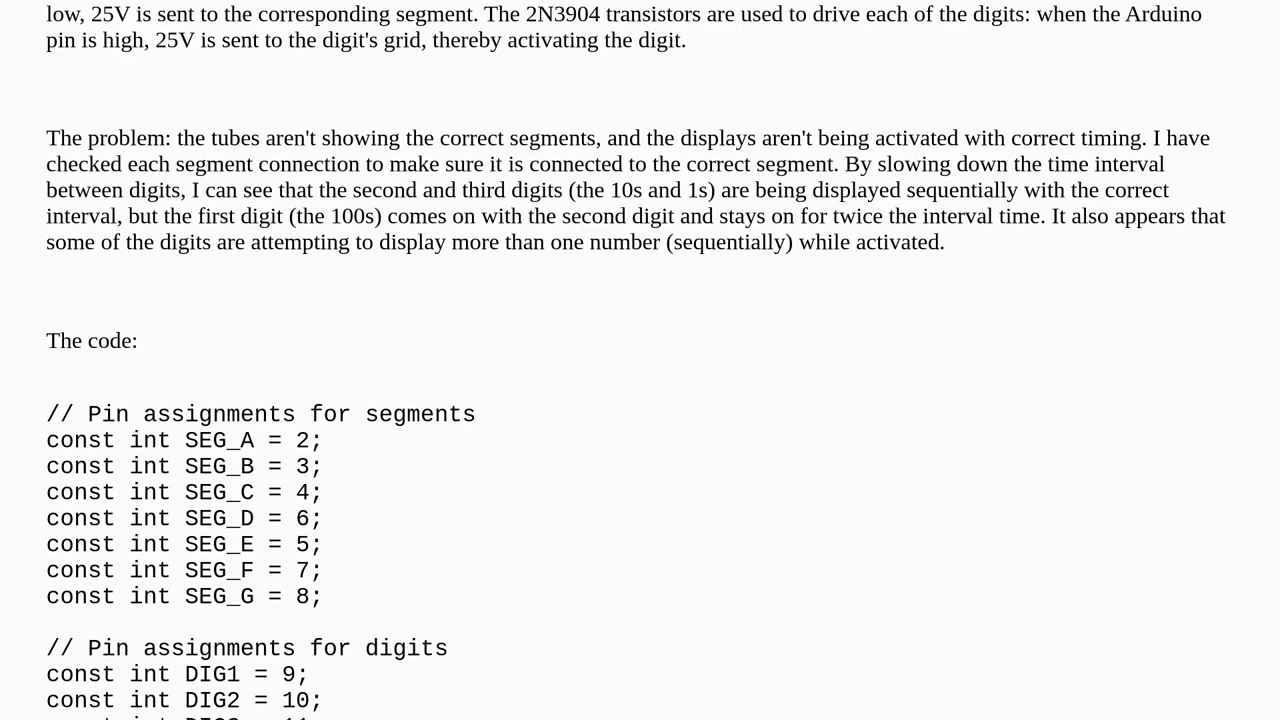 low, 25V is sent to the corresponding segment. The 2N3904 transistors are used to drive each of the digits: when the Arduino
pin is high, 25V is sent to the digit's grid, thereby activating the digit.
The problem: the tubes aren't showing the correct segments, and the displays aren't being activated with correct timing. I have
checked each segment connection to make sure it is connected to the correct segment. By slowing down the time interval
between digits, I can see that the second and third digits (the 10s and 1s) are being displayed sequentially with the correct
interval, but the first digit (the 100s) comes on with the second digit and stays on for twice the interval time. It also appears that
some of the digits are attempting to display more than one number (sequentially) while activated.
The code:
// Pin assignments for segments
const int SEG_A = 2;
const int SEG_B = 3;
const int SEG_C = 4;
const int SEG_D = 6;
const int SEG_E = 5;
const int SEG_F = 7;
const int SEG_G = 8;
// Pin assignments for digits
const int DIG1 = 9;
const int DIG2 = 10;